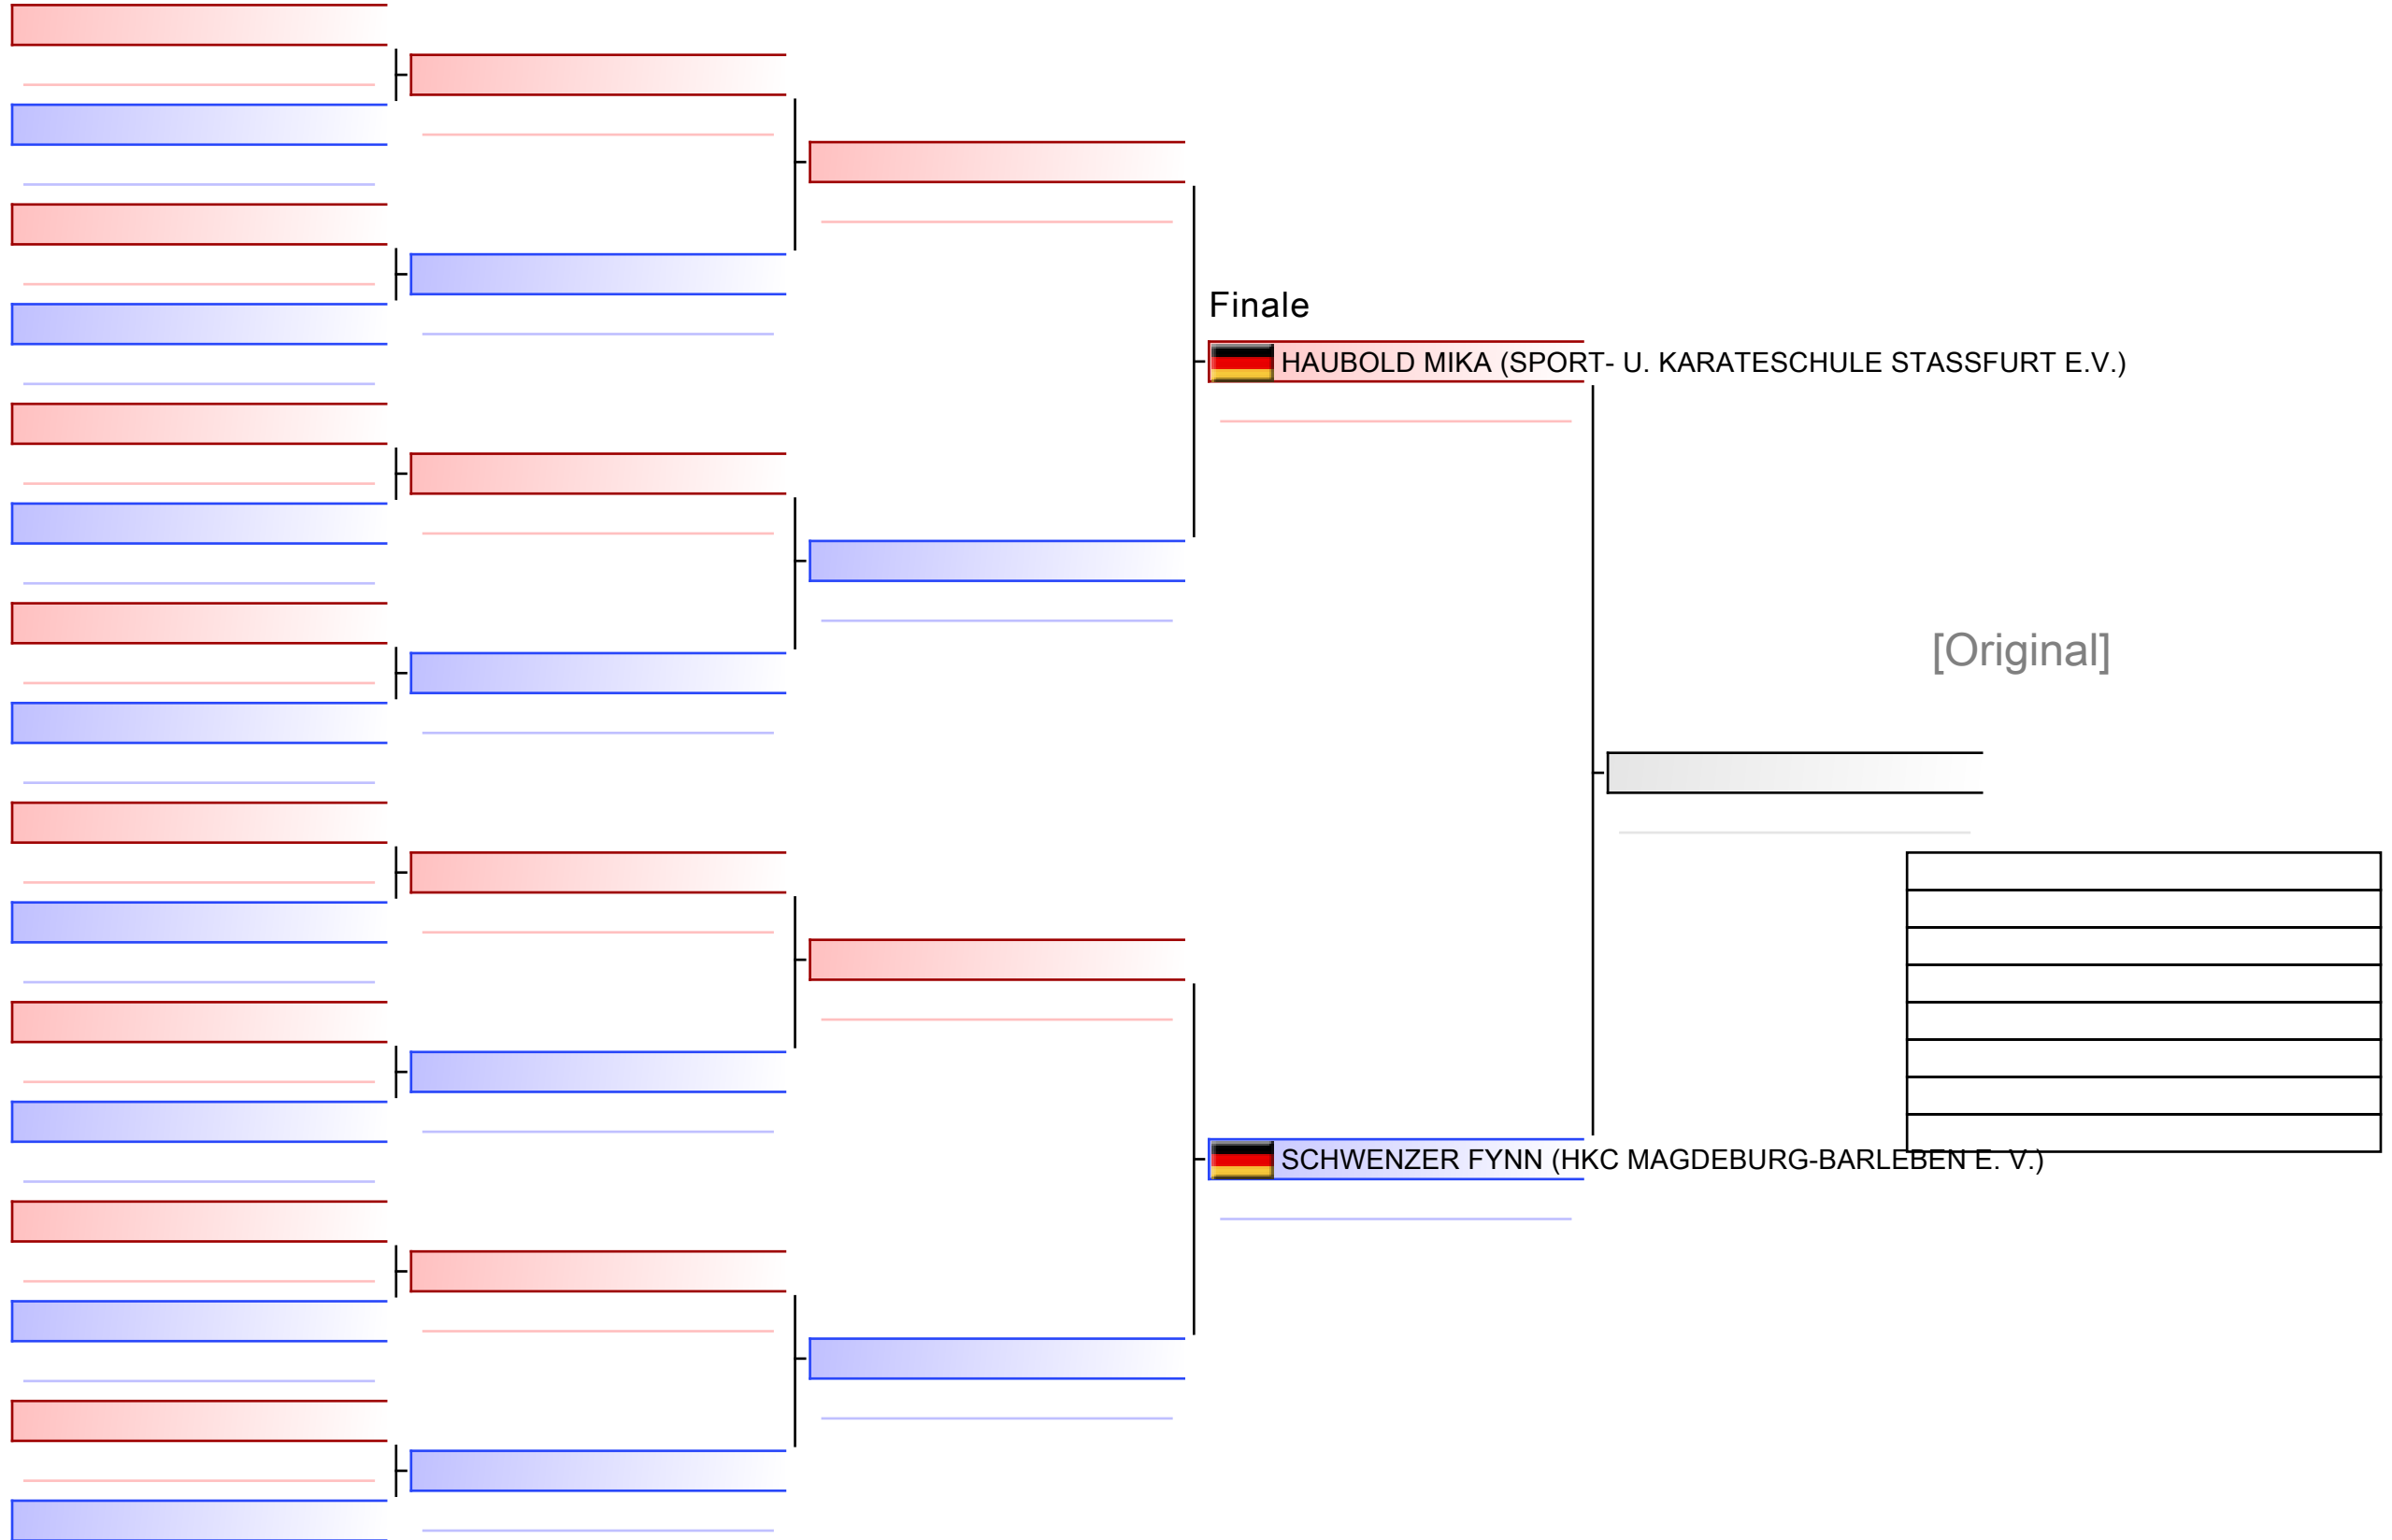 Finale
HAUBOLD MIKA (SPORT- U. KARATESCHULE STASSFURT E.V.)
[Original]
SCHWENZER FYNN (HKC MAGDEBURG-BARLEBEN E. V.)